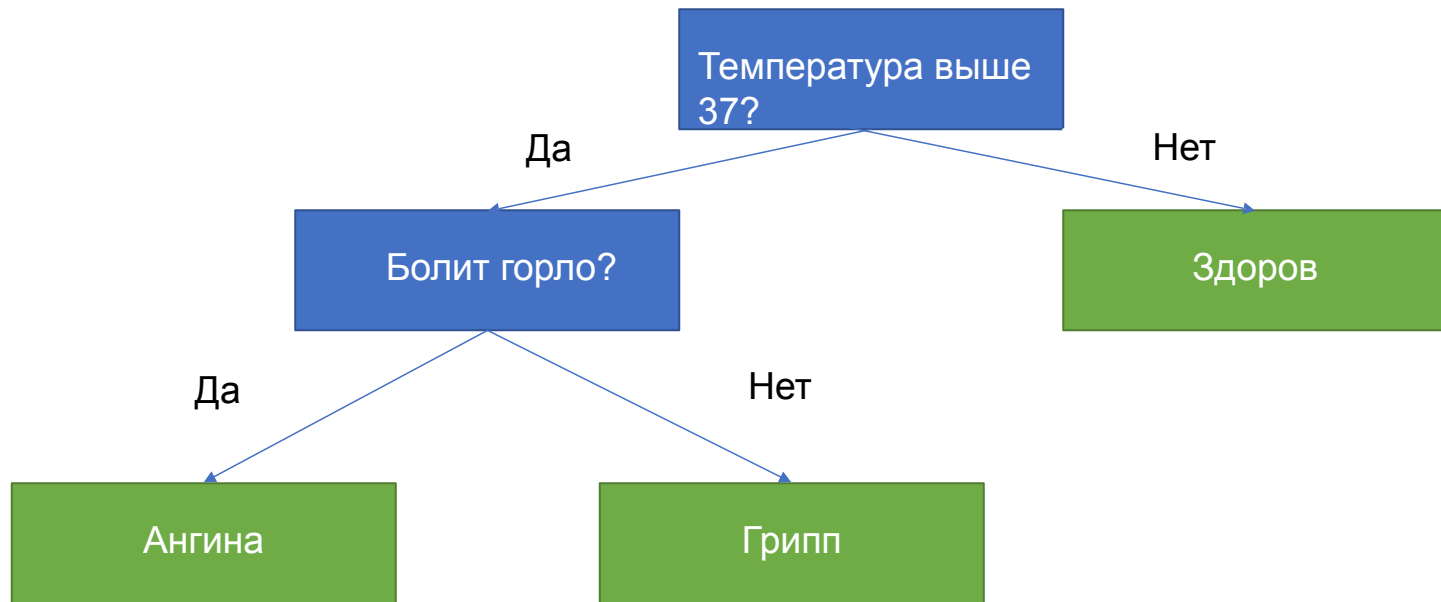 Температура выше
37?
Да
Нет
Болит горло?
Здоров
Да
Нет
Ангина
Грипп